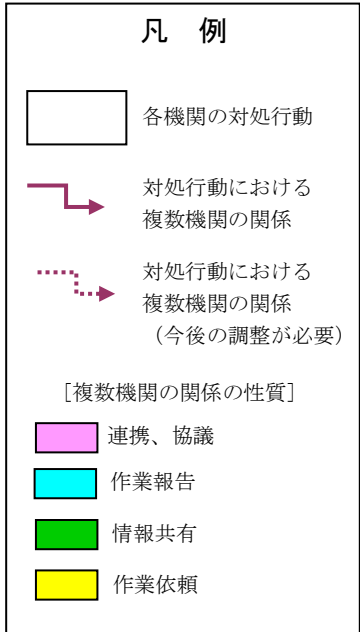 凡 例
各機関の対処行動
対処行動における
複数機関の関係
対処行動における
複数機関の関係
（今後の調整が必要）
［複数機関の関係の性質］
連携、協議
作業報告
情報共有
作業依頼